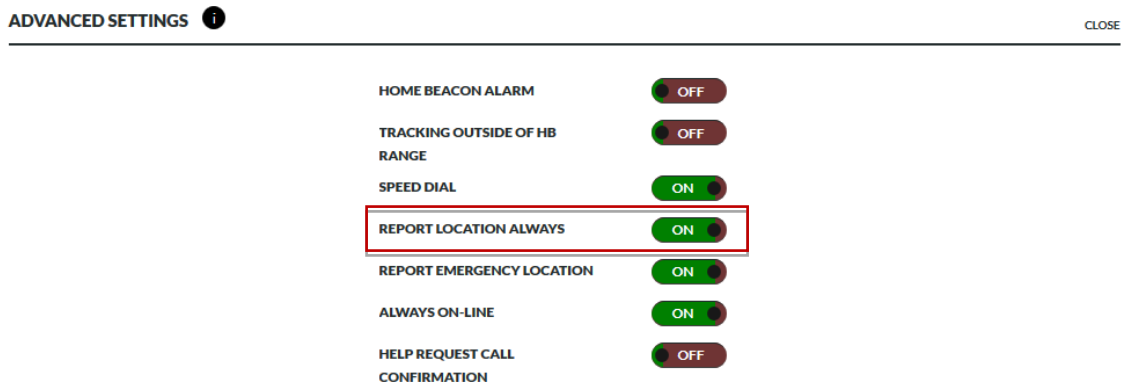 ADVANCED SETTINGS i
CLOSE
HOME BEACON ALARM OFF
TRACKING OUTSIDE OF HB OFF
RANGE
SPEED DIAL ON
REPORT LOCATION ALWAYS ON
REPORT EMERGENCY LOCATION ON
ALWAYS ON-LINE ON
HELP REQUEST CALL OFF
CONFIRMATION